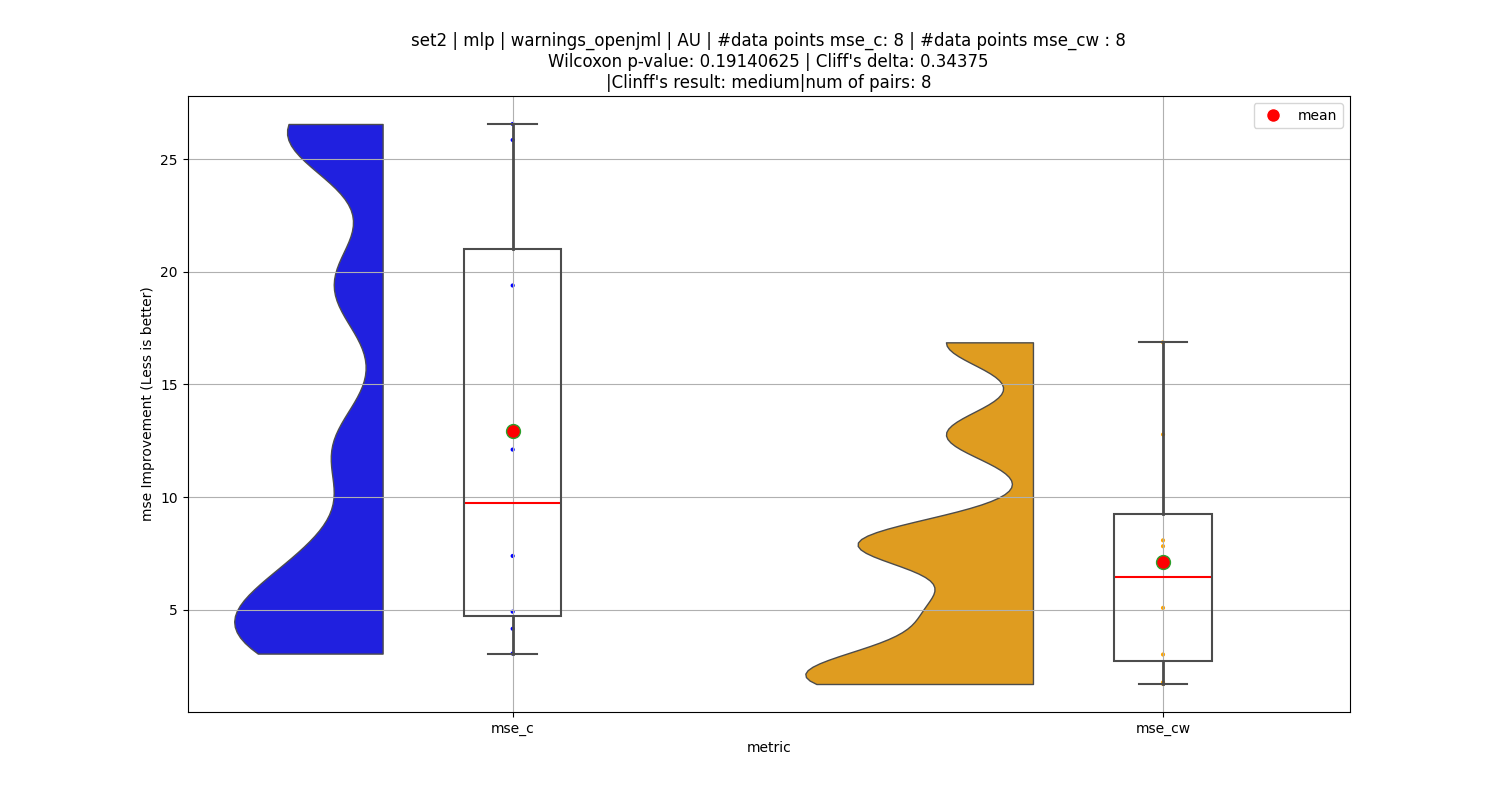 set2 | mlp | warnings_openjml | AU | #data points mse_c: 8 | #data points mse_cw : 8
Wilcoxon p-value: 0.19140625 | Cliff's delta: 0.34375
|Clinff's result: medium|num of pairs: 8
mean
25
20
15
10
5
mse Improvement (Less is better)
mse_c
mse_cw
metric